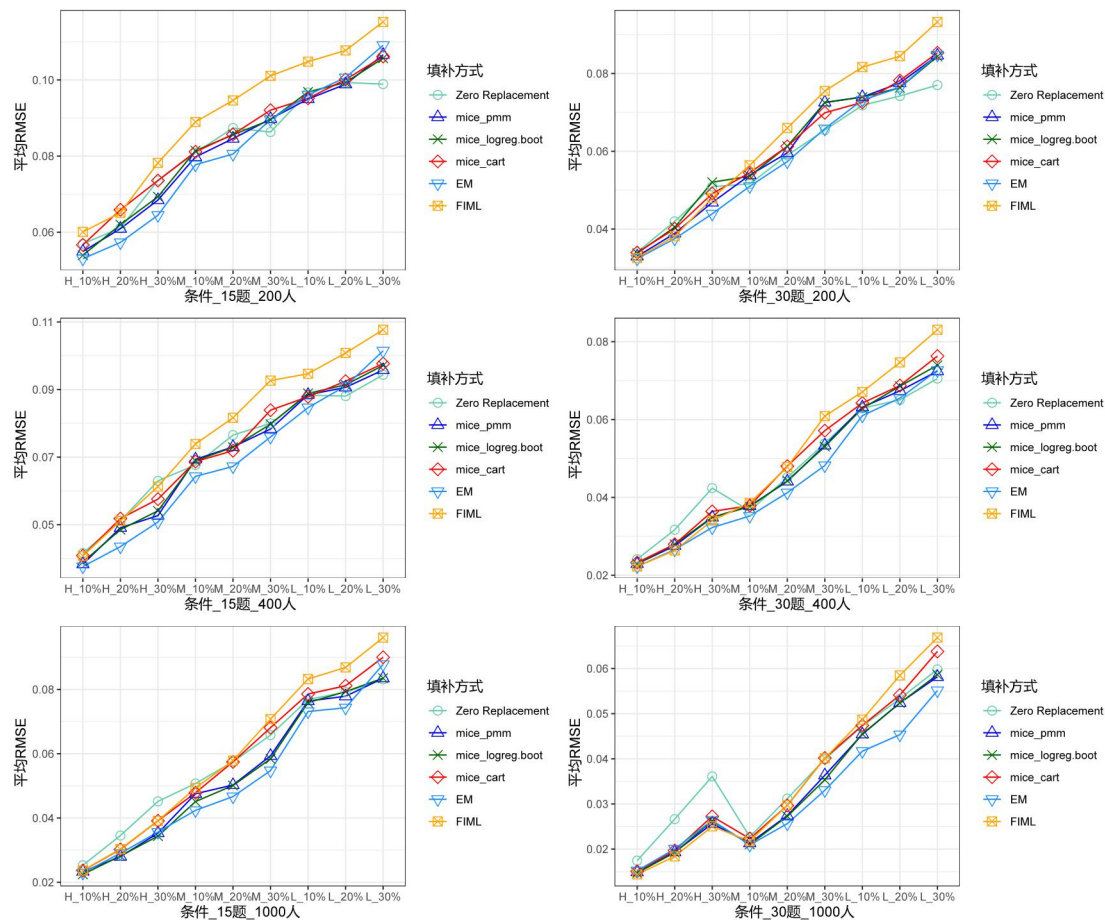 平均RMSE
0.10
0.08
0.06
H_10% H_20% H_30% M_10% M_20% M_30% L_10% L_20% L_30%
条件_15题_200人
填补方式
Zero Replacement
mice_pmm
mice_logreg.boot
mice_cart
EM
FIML
平均RMSE
0.08
0.06
0.04
H_10% H_20% H_30% M_10% M_20% M_30% L_10% L_20% L_30%
条件_30题_200人
填补方式
Zero Replacement
mice_pmm
mice_logreg.boot
mice_cart
EM
FIML
平均RMSE
0.11
0.09
0.07
0.05
H_10% H_20% H_30% M_10% M_20% M_30% L_10% L_20% L_30%
条件_15题_400人
填补方式
Zero Replacement
mice_pmm
mice_logreg.boot
mice_cart
EM
FIML
平均RMSE
0.08
0.06
0.04
0.02
H_10% H_20% H_30% M_10% M_20% M_30% L_10% L_20% L_30%
条件_30题_400人
填补方式
Zero Replacement
mice_pmm
mice_logreg.boot
mice_cart
EM
FIML
平均RMSE
0.08
0.06
0.04
0.02
H_10% H_20% H_30% M_10% M_20% M_30% L_10% L_20% L_30%
条件_15题_1000人
填补方式
Zero Replacement
mice_pmm
mice_logreg.boot
mice_cart
EM
FIML
平均RMSE
0.06
0.05
0.04
0.03
0.02
H_10% H_20% H_30% M_10% M_20% M_30% L_10% L_20% L_30%
条件_30题_1000人
填补方式
Zero Replacement
mice_pmm
mice_logreg.boot
mice_cart
EM
FIML